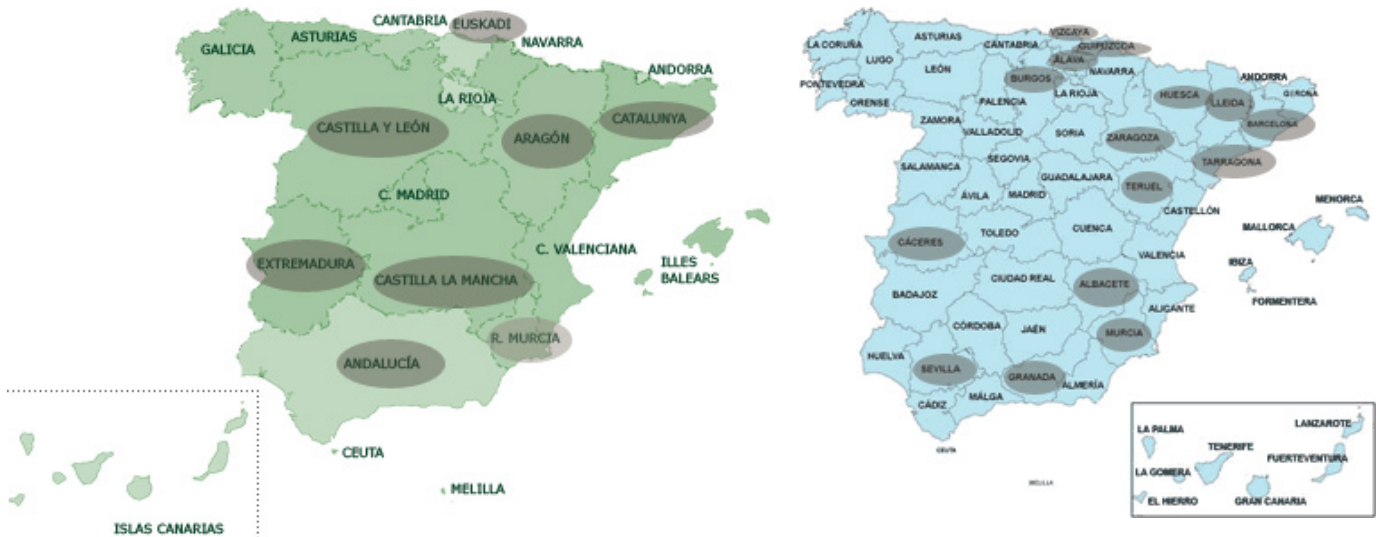 CANTABRIA
EUSKADI
GALICIA
ASTURIAS
NAVARRA
ANDORRA
LA RIOJA
CASTILLA Y LEÓN
ARAGÓN
CATALUNYA
C. MADRID
C. VALENCIANA
EXTREMADURA
CASTILLA LA MANCHA
ILLES
BALEARS
R. MURCIA
ANDALUCÍA
CEUTA
MELILLA
ISLAS CANARIAS
VIZCAYA
LA CORUÑA
ASTURIAS
CANTABRIA
GUIPÚZCOA
LUGO
LEÓN
ÁLAVA
NAVARRA
BURGOS
ANDORRA
PONTEVEDRA
LA RIOJA
HUESCA
LLEIDA
GERONA
ORENSE
PALENCIA
ZAMORA
BARCELONA
VALLADOLID
SORIA
ZARAGOZA
SEGOVIA
TARRAGONA
SALAMANCA
GUADALAJARA
ÁVILA
MADRID
TERUEL
MENORCA
CASTELLÓN
TOLEDO
CUENCA
MALLORCA
CÁCERES
VALENCIA
IBIZA
CIUDAD REAL
ALBACETE
BADAJOZ
FORMENTERA
ALICANTE
CÓRDOBA
JAÉN
MURCIA
HUELVA
SEVILLA
GRANADA
ALMERÍA
MÁLGA
CÁDIZ
CEUTA
MELILLA
LANZAROTE
LA PALMA
TENERIFE
FUERTEVENTURA
LA GOMERA
EL HIERRO
GRAN CANARIA